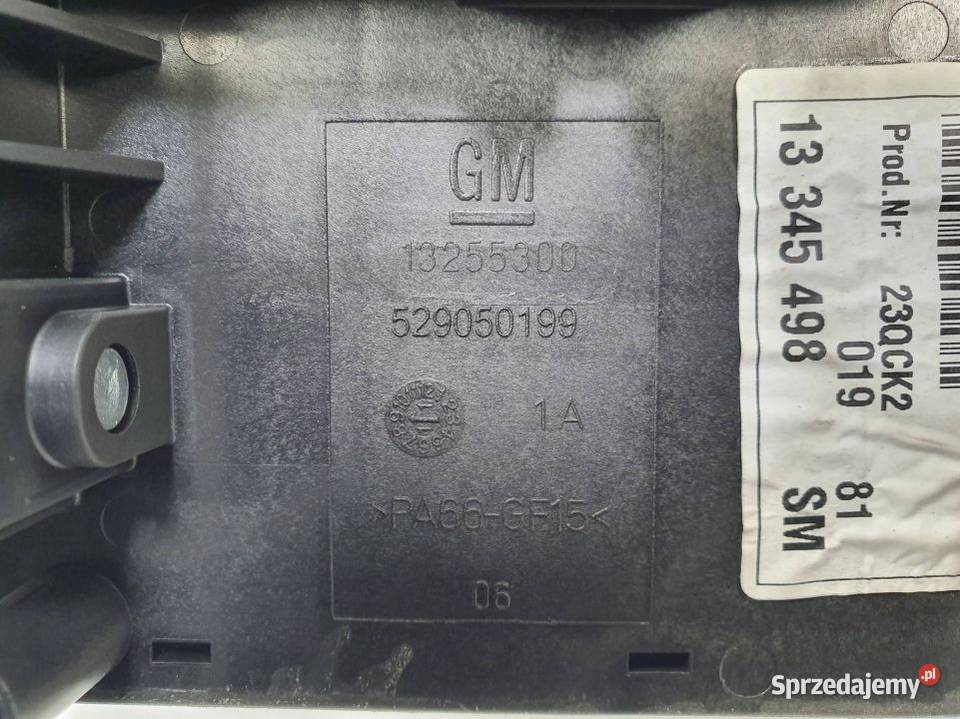 GM
13255300
529050199
1A
>PA66-GF15<
06
Prod.Nr: 23QCK2
019 81
13 345 498 SM
Sprzedajemy.pl